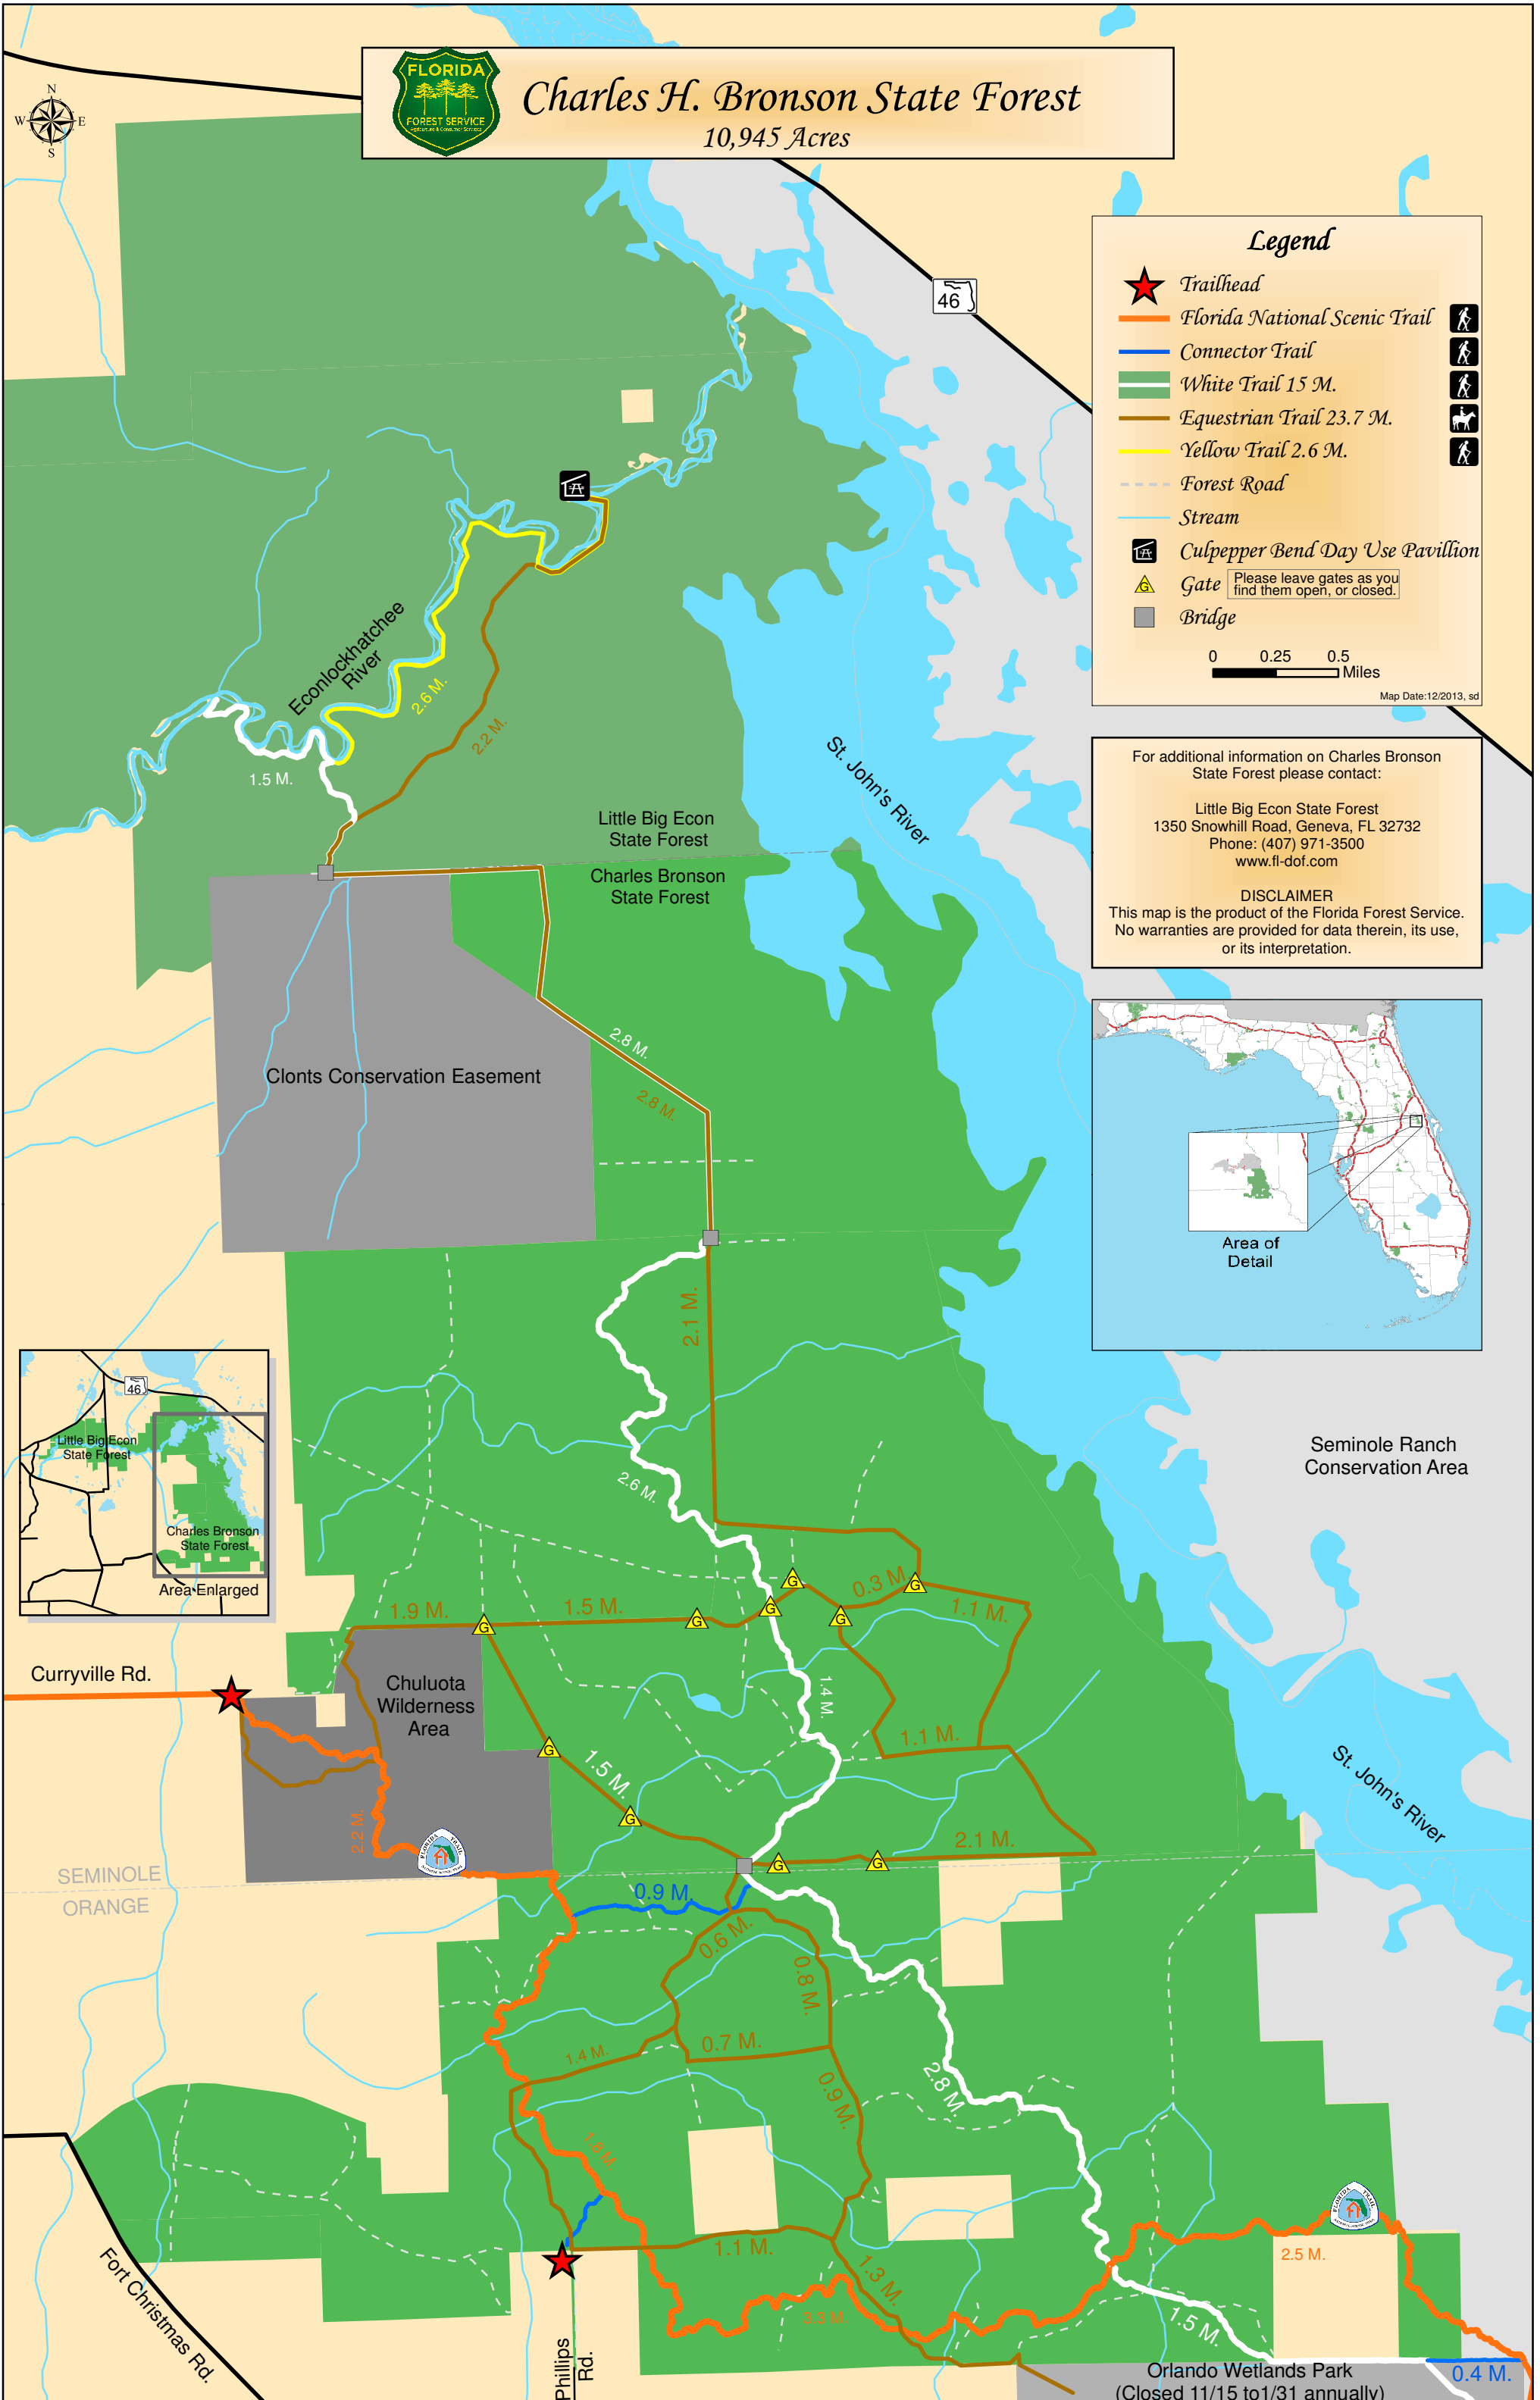 FLORIDA
FOREST SERVICE
Agriculture & Consumer Services
Charles H. Bronson State Forest
10,945 Acres
N
W
E
S
46
Legend
Trailhead
Florida National Scenic Trail
Connector Trail
White Trail 15 M.
Equestrian Trail 23.7 M.
Yellow Trail 2.6 M.
Forest Road
Stream
Culpepper Bend Day Use Pavillion
G
Gate
Please leave gates as you
find them open, or closed.
Bridge
0 0.25 0.5
Miles
Map Date:12/2013, sd
For additional information on Charles Bronson
State Forest please contact:
Little Big Econ State Forest
1350 Snowhill Road, Geneva, FL 32732
Phone: (407) 971-3500
www.fl-dof.com
DISCLAIMER
This map is the product of the Florida Forest Service.
No warranties are provided for data therein, its use,
or its interpretation.
Area of
Detail
Econlockhatchee
River
2.6 M.
2.2 M.
1.5 M.
St. John's River
Little Big Econ
State Forest
Charles Bronson
State Forest
Clonts Conservation Easement
2.8 M.
2.8 M.
2.1 M.
46
Little Big Econ
State Forest
Charles Bronson
State Forest
Area Enlarged
Seminole Ranch
Conservation Area
2.6 M.
G
0.3 M.
G
1.9 M.
1.5 M.
G
G
G
G
1.1 M.
Curryville Rd.
Chuluota
Wilderness
Area
1.4 M.
1.1 M.
G
1.5 M.
G
St. John's River
2.2 M.
FLORIDA
TRAIL
2.1 M.
G
G
SEMINOLE
ORANGE
0.9 M.
0.6 M.
0.8 M.
0.7 M.
1.4 M.
0.9 M.
2.8 M.
1.8 M.
FLORIDA
TRAIL
1.1 M.
2.5 M.
1.3 M.
3.3 M.
1.5 M.
Fort Christmas Rd.
Phillips
Rd.
Orlando Wetlands Park
(Closed 11/15 to1/31 annually)
0.4 M.